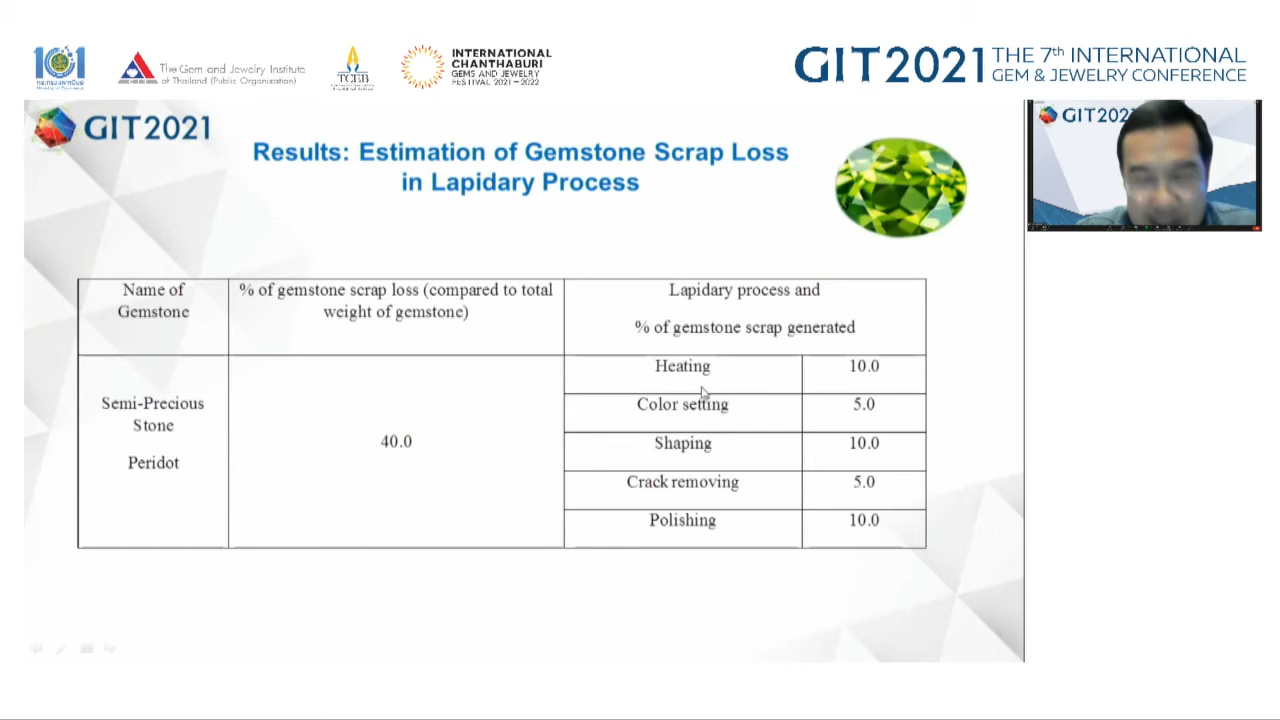 101
The Gem and Jewelry Institute
of Thailand (Public Organization)
TCEB
INTERNATIONAL
CHANTHABURI
GEMS AND JEWELRY
FESTIVAL 2021 – 2022
GIT2021 THE 7th INTERNATIONAL
GEM & JEWELRY CONFERENCE
GIT2021
GIT2021
Results: Estimation of Gemstone Scrap Loss
in Lapidary Process
Name of
Gemstone
% of gemstone scrap loss (compared to total
weight of gemstone)
Lapidary process and
% of gemstone scrap generated
Semi-Precious
Stone
Peridot
40.0
Heating 10.0
Color setting 5.0
Shaping 10.0
Crack removing 5.0
Polishing 10.0